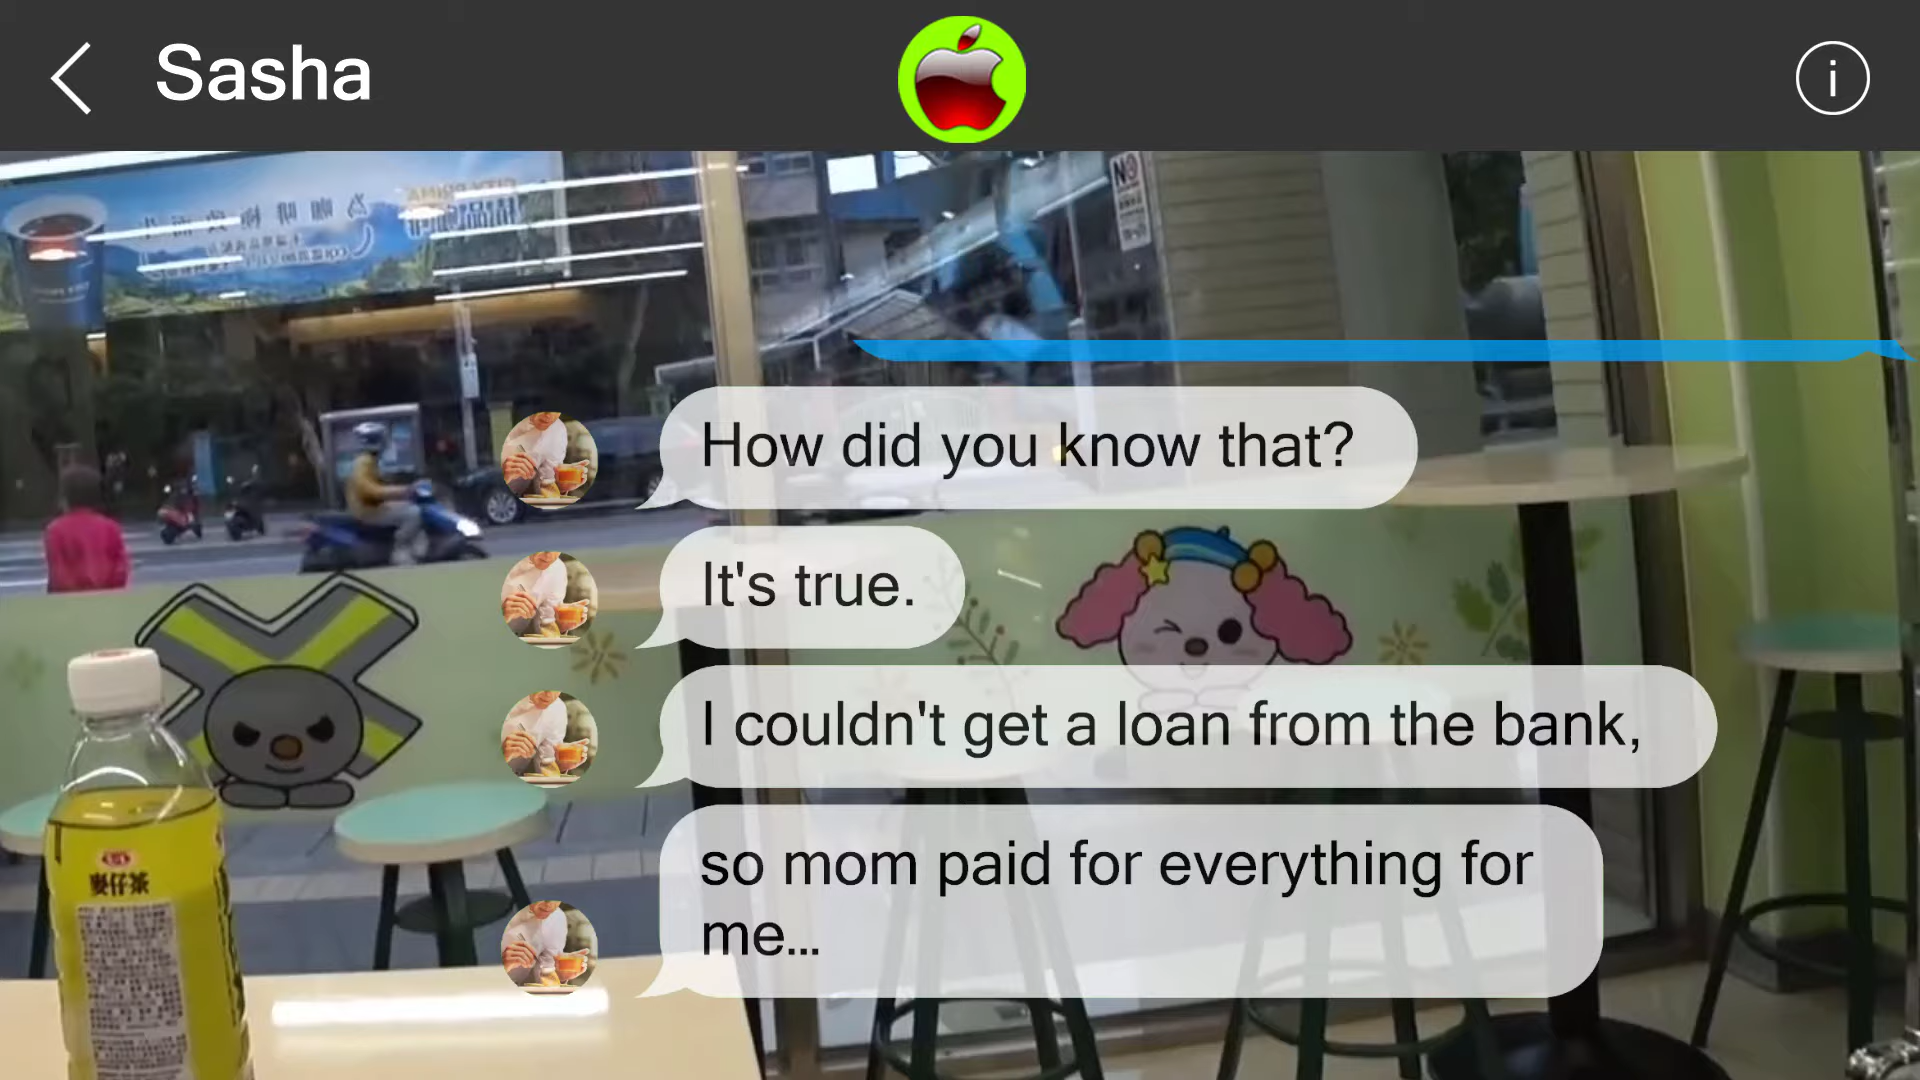 Sasha
NO
How did you know that?
It's true.
I couldn't get a loan from the bank,
so mom paid for everything for
me...
麥仔茶